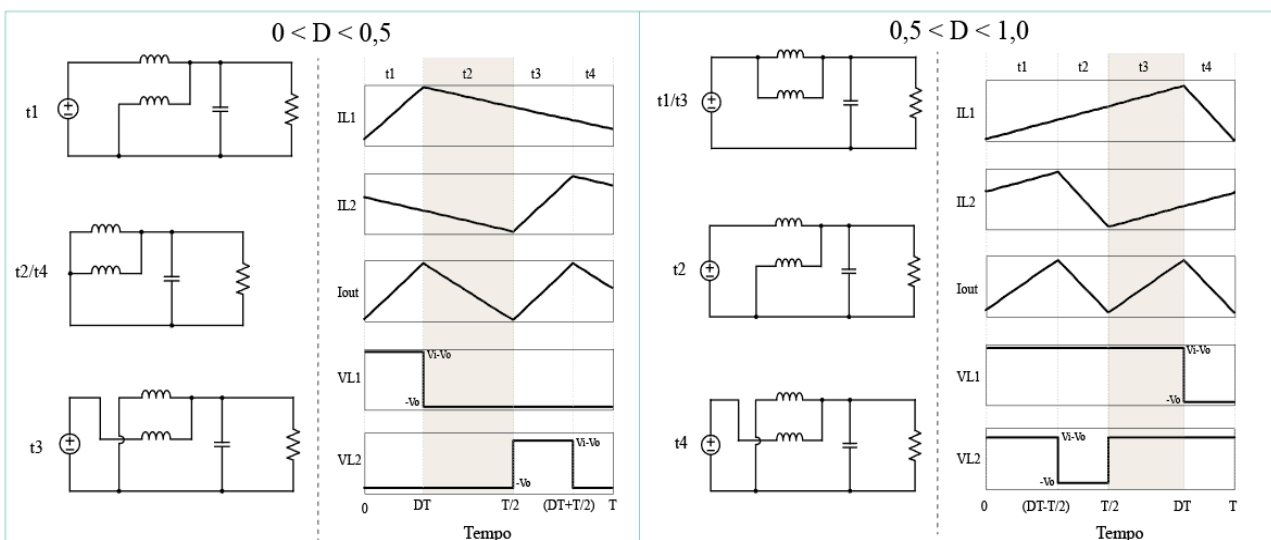 0 < D < 0,5
0,5 < D < 1,0
t1
t2
t3
t4
t1
IL1
t2/t4
IL2
Iout
t3
VL1
Vi-Vo
-Vo
VL2
Vi-Vo
-Vo
0
DT
T/2
(DT+T/2)
T
Tempo
t1
t2
t3
t4
t1/t3
IL1
t2
IL2
Iout
t4
VL1
Vi-Vo
-Vo
VL2
Vi-Vo
-Vo
0
(DT-T/2)
T/2
DT
T
Tempo